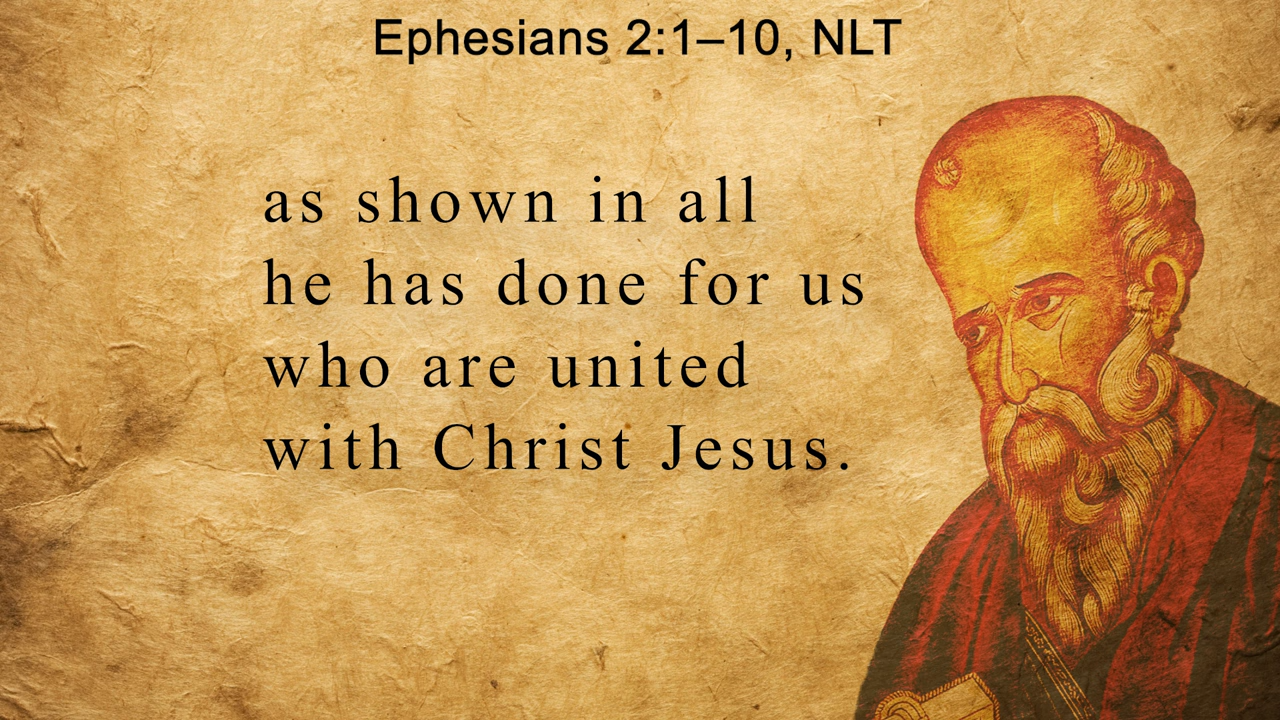 Ephesians 2:1–10, NLT
as shown in all
he has done for us
who are united
with Christ Jesus.